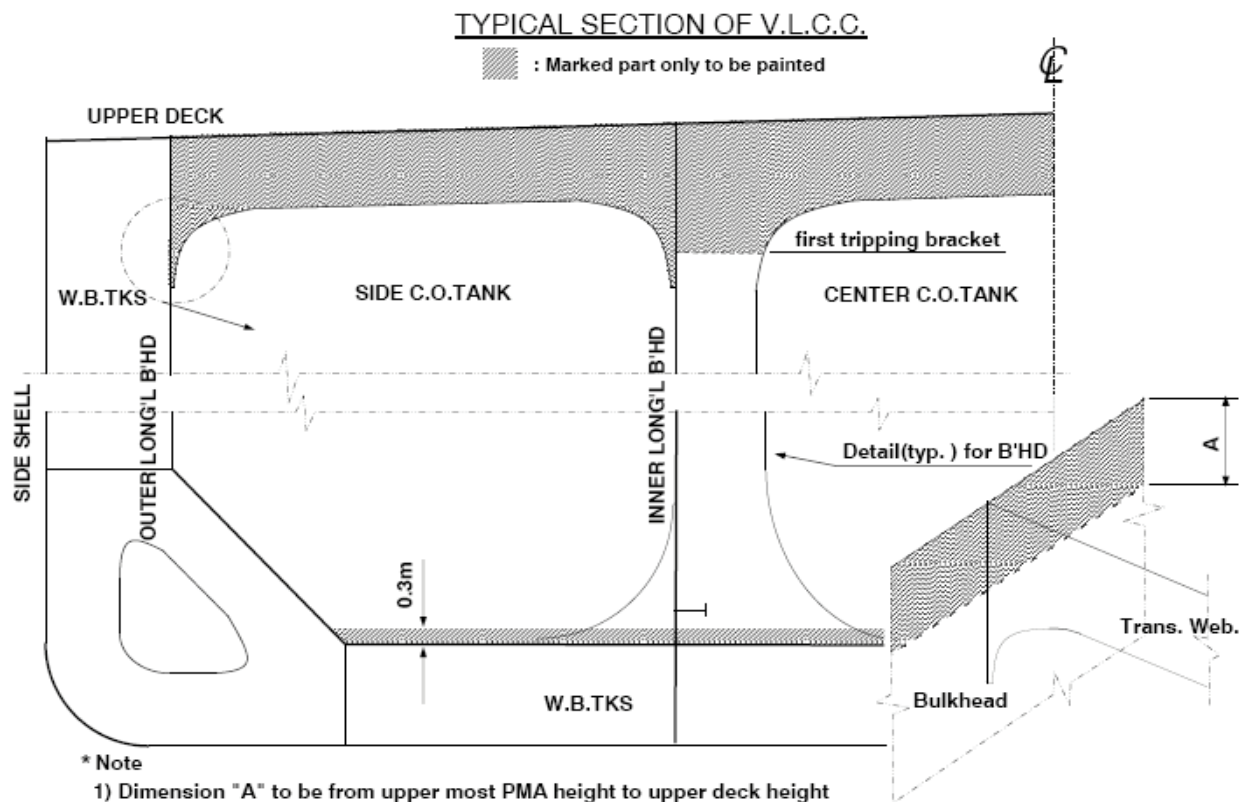 TYPICAL SECTION OF V.L.C.C.
: Marked part only to be painted
℄
UPPER DECK
first tripping bracket
W.B.TKS
SIDE C.O.TANK
CENTER C.O.TANK
SIDE SHELL
OUTER LONG'L B'HD
INNER LONG'L B'HD
Detail(typ. ) for B'HD
A
0.3m
Trans. Web.
Bulkhead
W.B.TKS
* Note
1) Dimension "A" to be from upper most PMA height to upper deck height